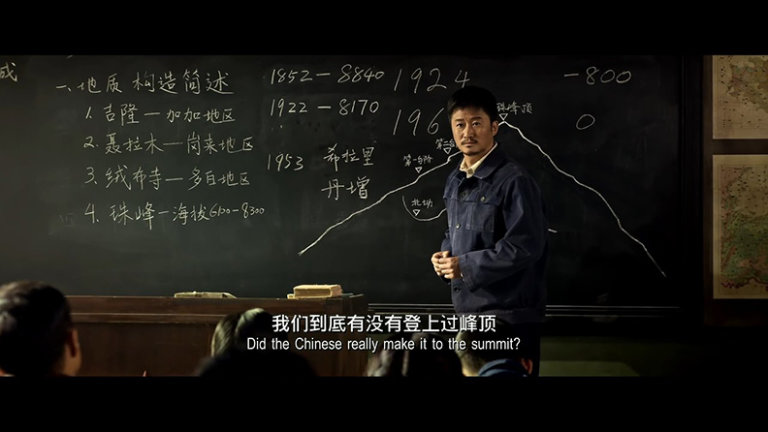 成
一、地质构造简述
1. 吉隆—加加地区
2. 聂拉木—岗来地区
3. 绒布寺—多白地区
4. 珠峰—海拔6100-8300
1852-8840
1922-8170
1953 希拉里
丹增
1924 -800
196 0
珠峰顶
第二台
第一台阶
北坳
我们到底有没有登上过峰顶
Did the Chinese really make it to the summit?